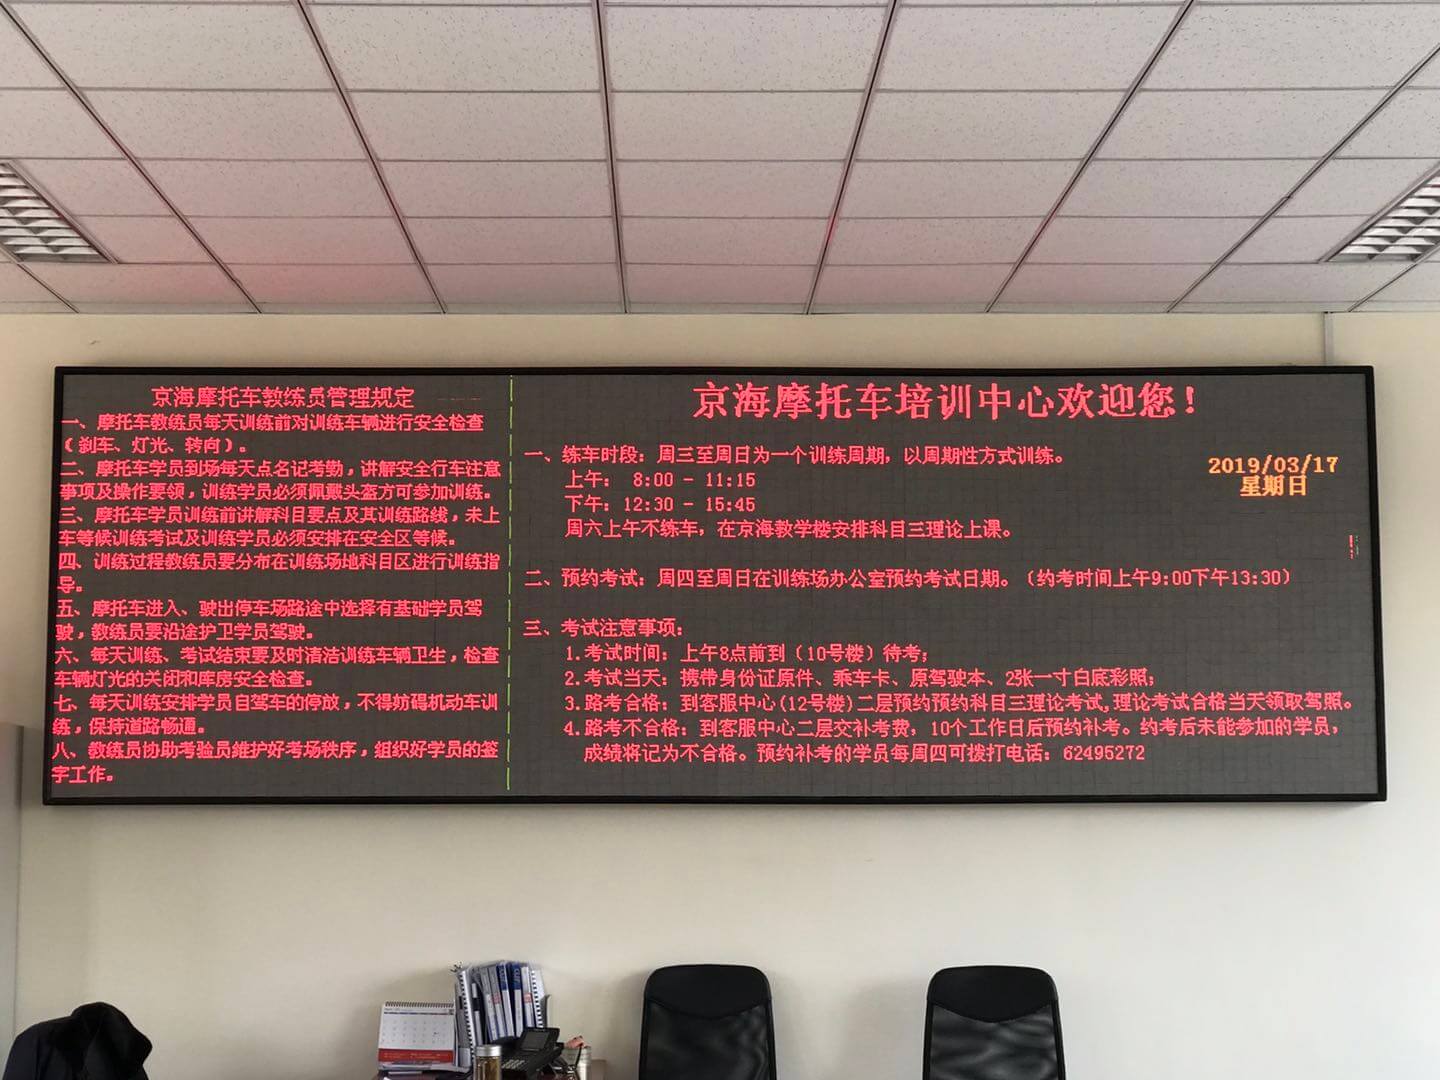 京海摩托车教练员管理规定
一、摩托车教练员每天训练前对训练车辆进行安全检查
（刹车、灯光、转向）。
二、摩托车学员到场每天点名记考勤，讲解安全行车注意
事项及操作要领，训练学员必须佩戴头盔方可参加训练。
三、摩托车学员训练前讲解科目要点及其训练路线，未上
车等候训练考试及训练学员必须安排在安全区等候。
四、训练过程教练员要分布在训练场地科目区进行训练指
导。
五、摩托车进入、驶出停车场路途中选择有基础学员驾
驶，教练员要沿途护卫学员驾驶。
六、每天训练、考试结束要及时清洁训练车辆卫生，检查
车辆灯光的关闭和库房安全检查。
七、每天训练安排学员自驾车的停放，不得妨碍机动车训
练，保持道路畅通。
八、教练员协助考验员维护好考场秩序，组织好学员的签
字工作。
京海摩托车培训中心欢迎您！
2019/03/17
星期日
一、练车时段：周三至周日为一个训练周期，以周期性方式训练。
上午： 8:00 - 11:15
下午：12:30 - 15:45
周六上午不练车，在京海教学楼安排科目三理论上课。
二、预约考试：周四至周日在训练场办公室预约考试日期。（约考时间上午9:00下午13:30）
三、考试注意事项：
1.考试时间：上午8点前到（10号楼）待考；
2.考试当天：携带身份证原件、乘车卡、原驾驶本、2张一寸白底彩照；
3.路考合格：到客服中心(12号楼)二层预约预约科目三理论考试,理论考试合格当天领取驾照。
4.路考不合格：到客服中心二层交补考费，10个工作日后预约补考。约考后未能参加的学员，
成绩将记为不合格。预约补考的学员每周四可拨打电话：62495272